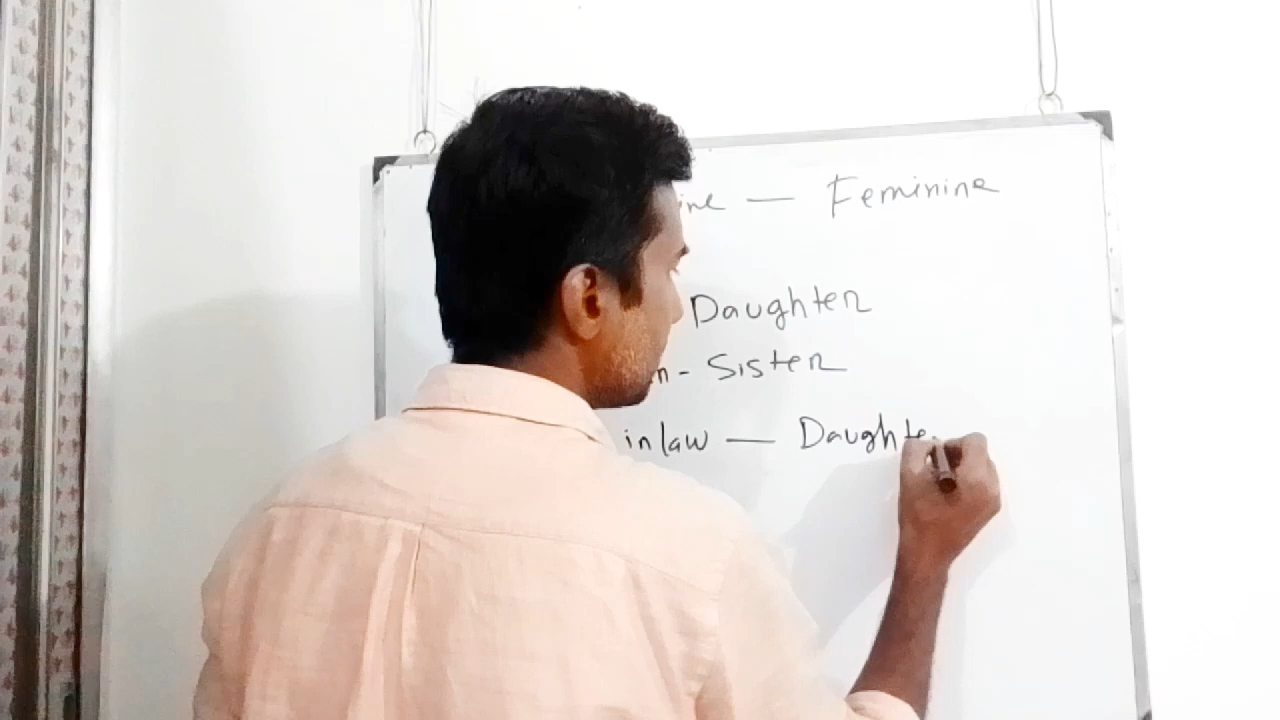 ine — Feminine
Daughter
n - Sister
in law — Daughte